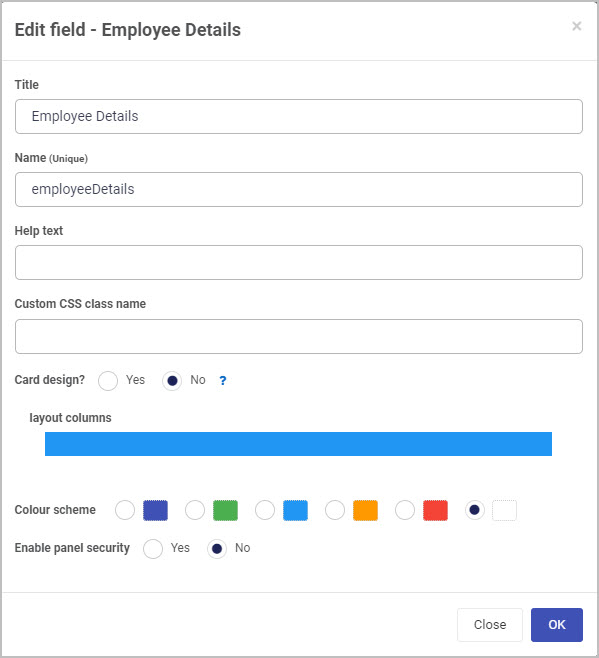 Edit field - Employee Details ×
Title
Employee Details
Name (Unique)
employeeDetails
Help text
Custom CSS class name
Card design? Yes No ?
layout columns
Colour scheme
Enable panel security Yes No
Close OK